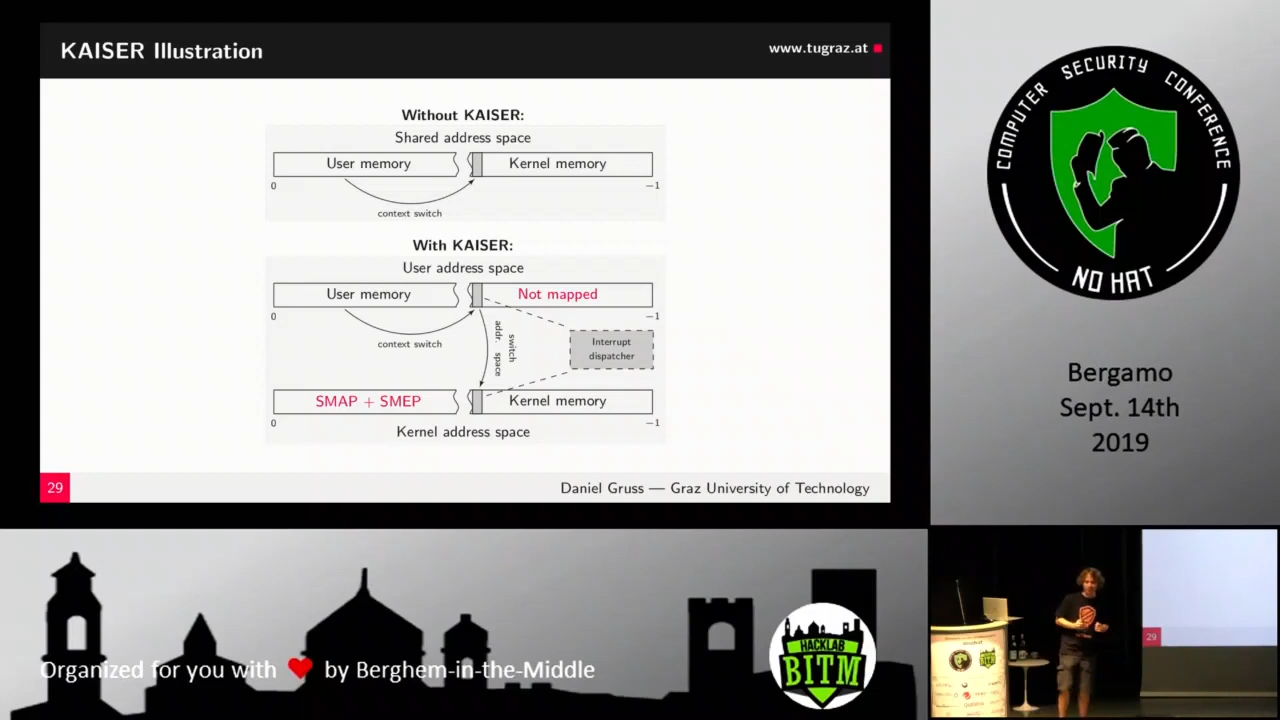 KAISER Illustration
www.tugraz.at
Without KAISER:
Shared address space
User memory
Kernel memory
0
−1
context switch
With KAISER:
User address space
User memory
Not mapped
0
−1
context switch
switch
addr. space
Interrupt
dispatcher
SMAP + SMEP
Kernel memory
0
−1
Kernel address space
29
Daniel Gruss — Graz University of Technology
COMPUTER SECURITY CONFERENCE
NO HAT
Bergamo
Sept. 14th
2019
Organized for you with
by Berghem-in-the-Middle
HACKLAB
BITM
29